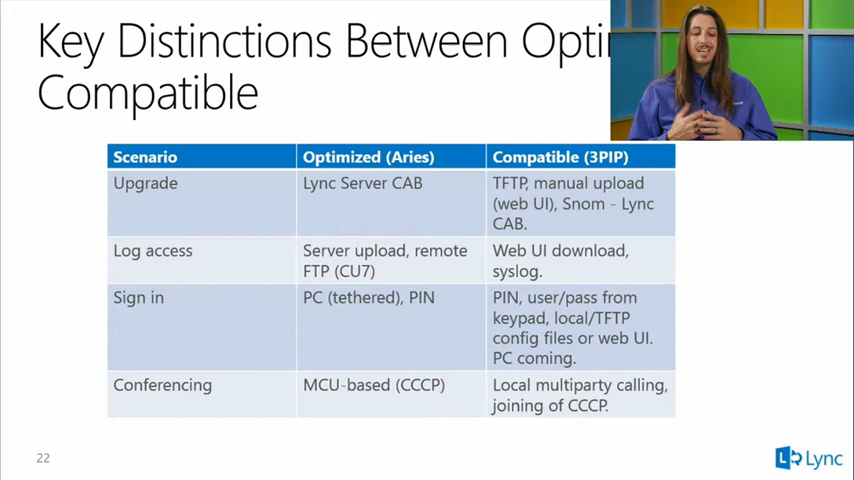 Key Distinctions Between
Compatible
Scenario Optimized (Aries) Compatible (3PIP)
Upgrade Lync Server CAB TFTP, manual upload
(web UI), Snom - Lync
CAB.
Log access Server upload, remote Web UI download,
FTP (CU7) syslog.
Sign in PC (tethered), PIN PIN, user/pass from
keypad, local/TFTP
config files or web UI.
PC coming.
Conferencing MCU-based (CCCP) Local multiparty calling,
joining of CCCP.
22
Lync